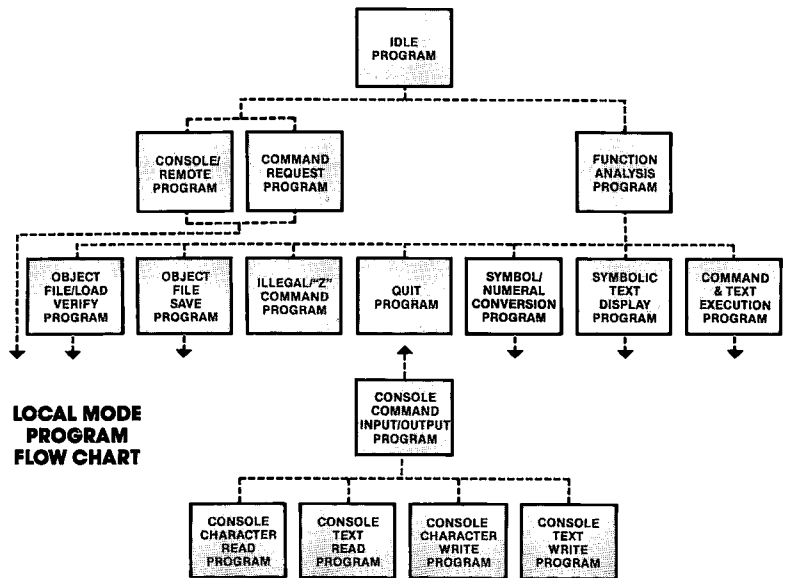 IDLE
PROGRAM
CONSOLE/
REMOTE
PROGRAM
COMMAND
REQUEST
PROGRAM
FUNCTION
ANALYSIS
PROGRAM
OBJECT
FILE/LOAD
VERIFY
PROGRAM
OBJECT
FILE
SAVE
PROGRAM
ILLEGAL/"Z"
COMMAND
PROGRAM
QUIT
PROGRAM
SYMBOL/
NUMERAL
CONVERSION
PROGRAM
SYMBOLIC
TEXT
DISPLAY
PROGRAM
COMMAND
& TEXT
EXECUTION
PROGRAM
LOCAL MODE
PROGRAM
FLOW CHART
CONSOLE
COMMAND
INPUT/OUTPUT
PROGRAM
CONSOLE
CHARACTER
READ
PROGRAM
CONSOLE
TEXT
READ
PROGRAM
CONSOLE
CHARACTER
WRITE
PROGRAM
CONSOLE
TEXT
WRITE
PROGRAM